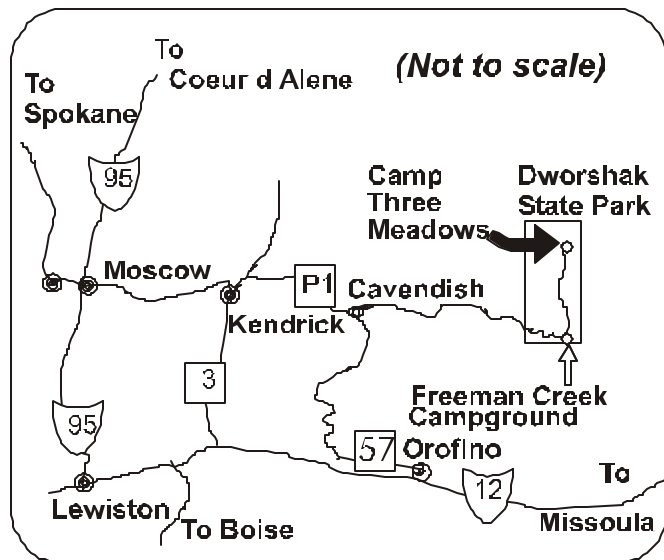 To
Coeur d Alene
(Not to scale)
To
Spokane
95
Camp
Three
Meadows
Dworshak
State Park
Moscow
P1
Cavendish
Kendrick
3
Freeman Creek
Campground
95
57
Orofino
12
To
Missoula
Lewiston
To Boise